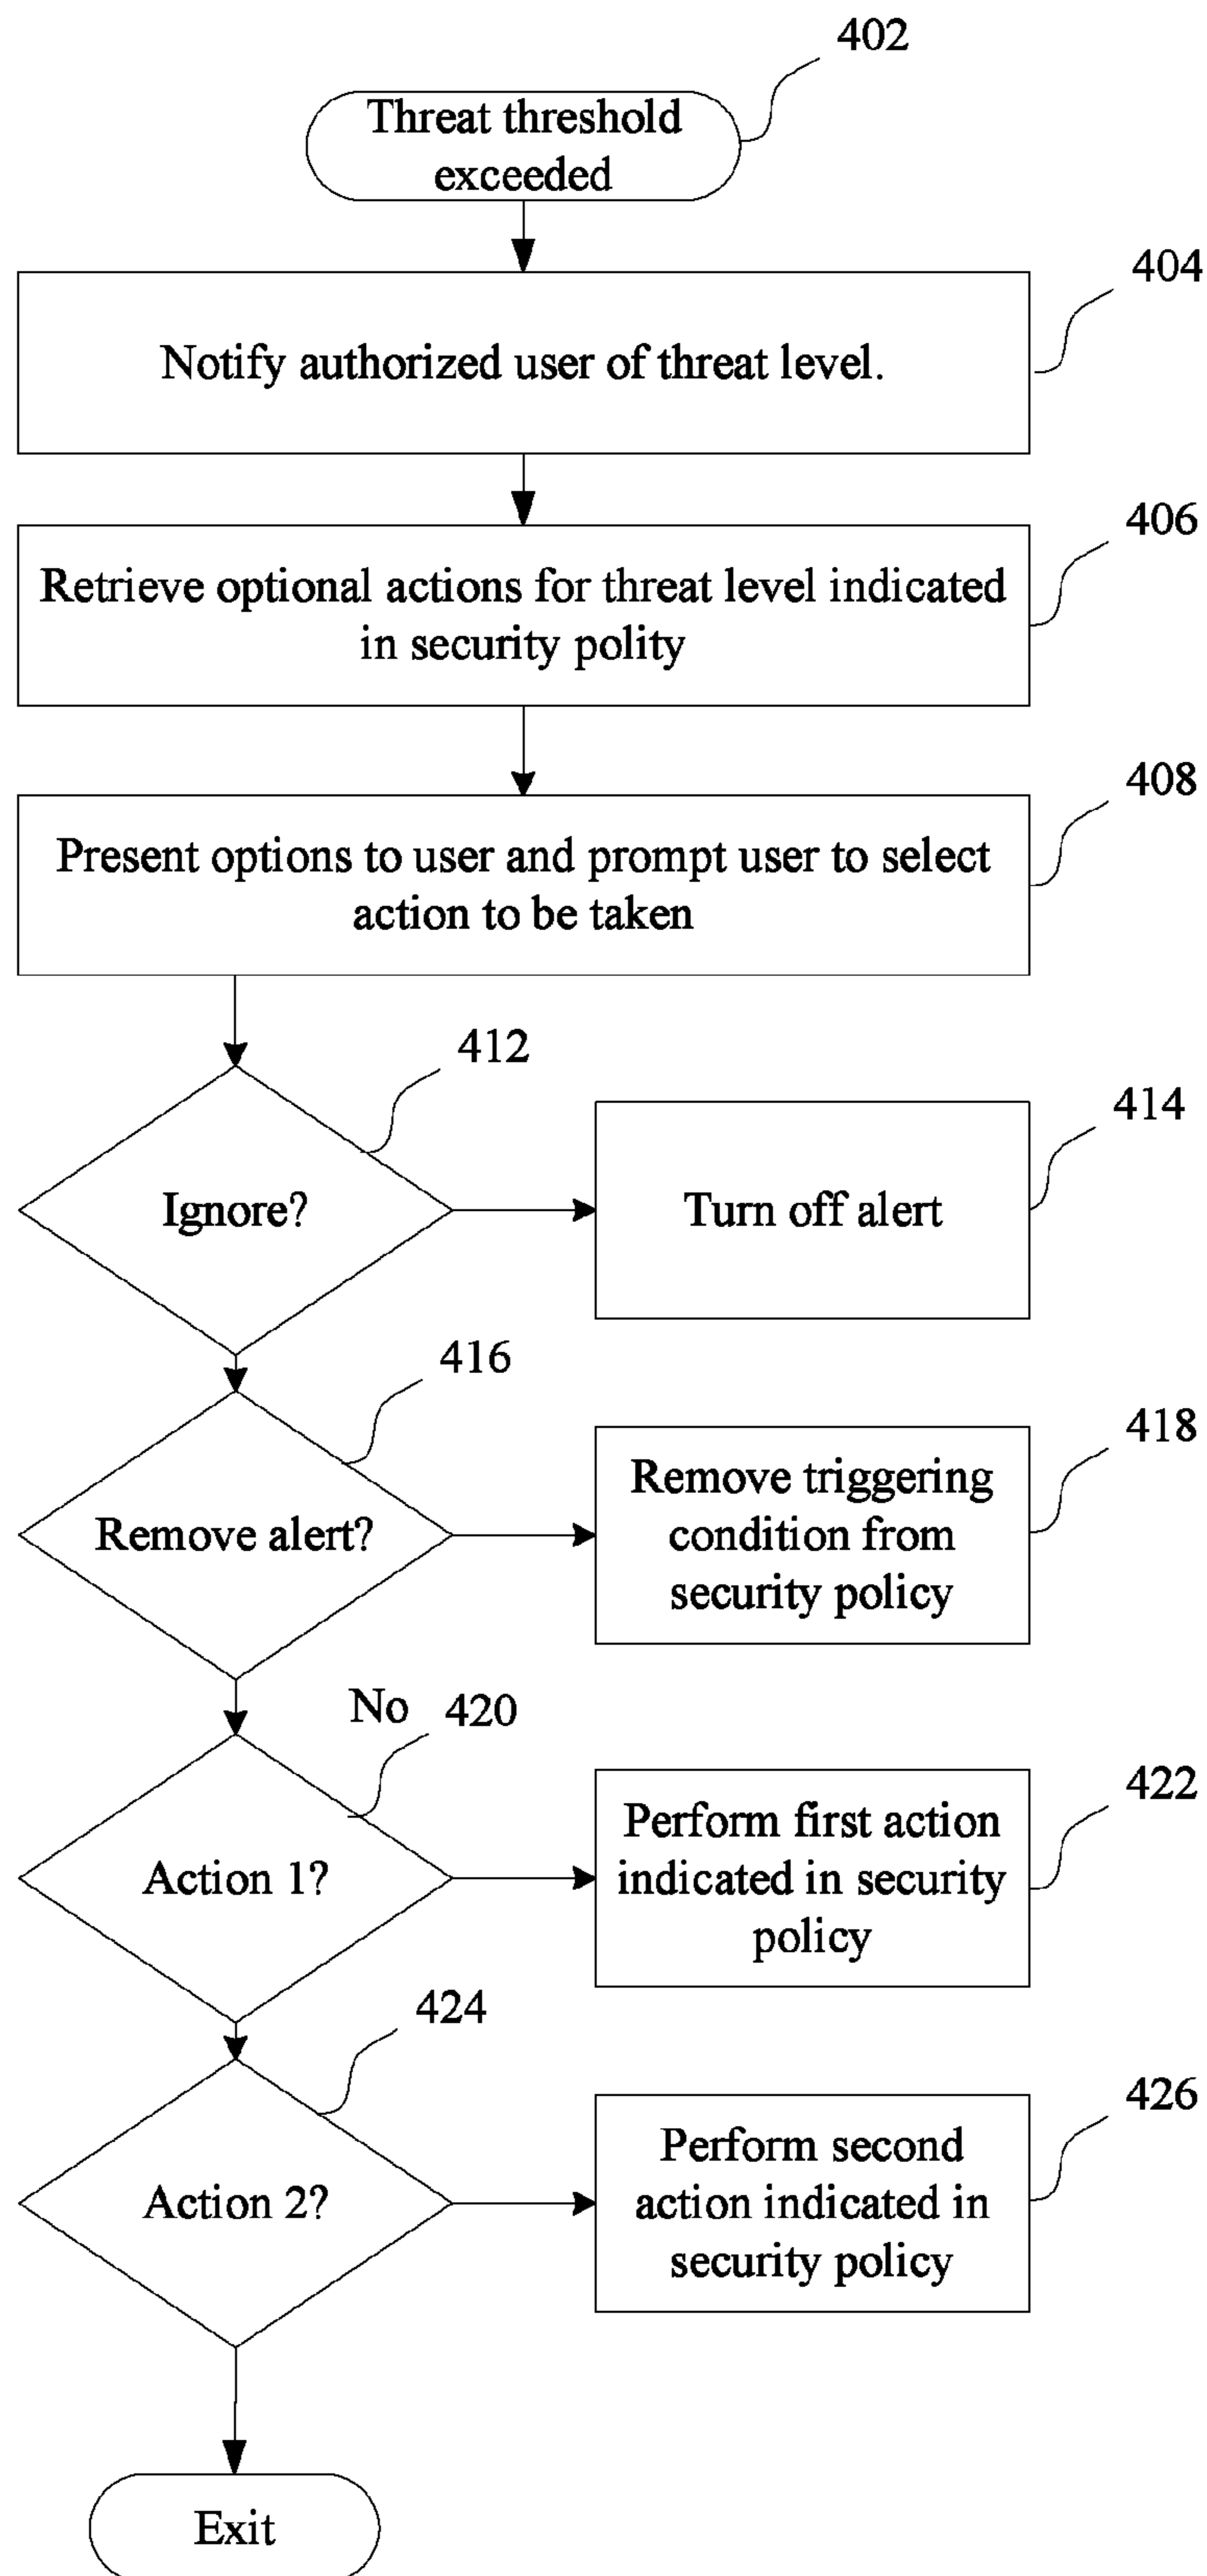 402
Threat threshold
exceeded
404
Notify authorized user of threat level.
406
Retrieve optional actions for threat level indicated
in security polity
408
Present options to user and prompt user to select
action to be taken
412
Ignore?
414
Turn off alert
416
Remove alert?
418
Remove triggering
condition from
security policy
No
420
Action 1?
422
Perform first action
indicated in security
policy
424
Action 2?
426
Perform second
action indicated in
security policy
Exit